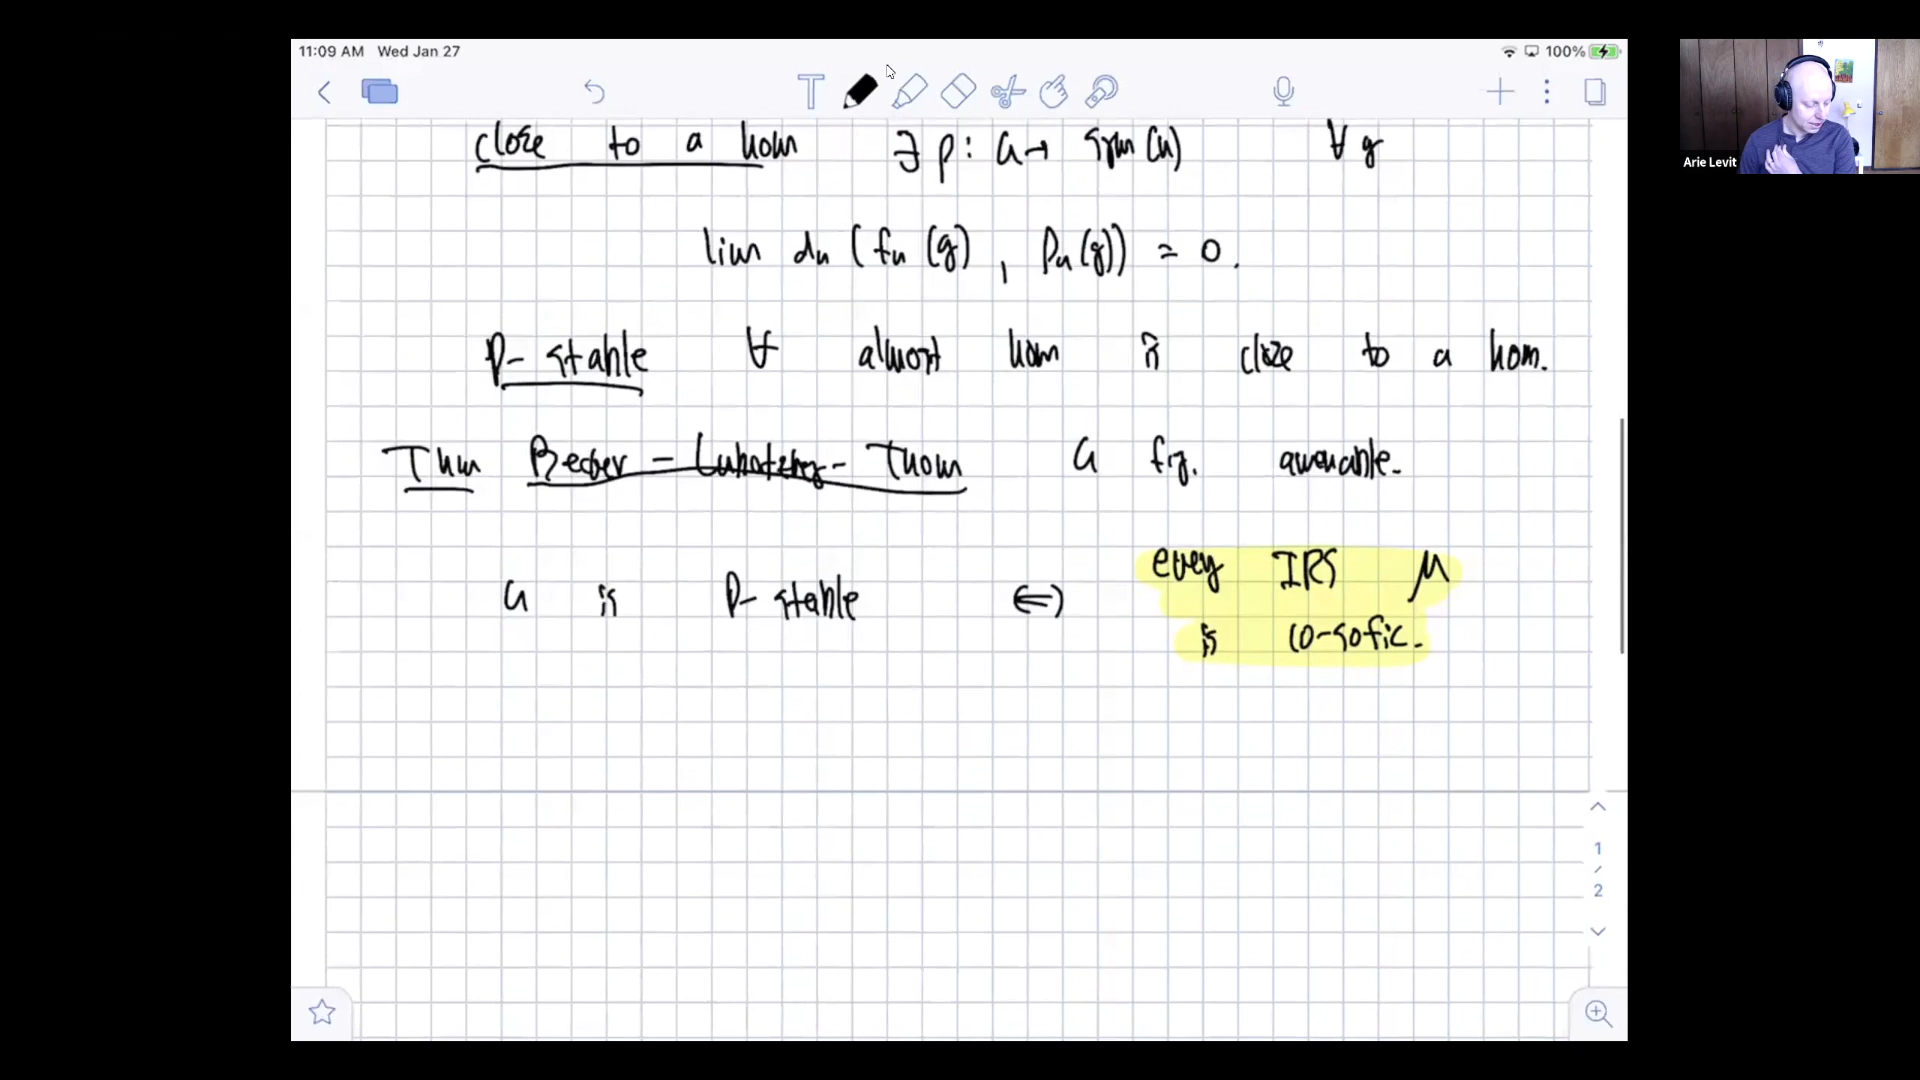 11:09 AM Wed Jan 27
100%
Arie Levit
close to a hom ∃ ρ: G → Sym(n) ∀ g
lim dn (fn (g), ρn(g)) = 0.
P-stable ∀ almost hom is close to a hom.
Thm Becker - Lubotzky - Thom G f.g. amenable.
G is P-stable ⇔ every IRS μ
is co-sofic.
1
/
2